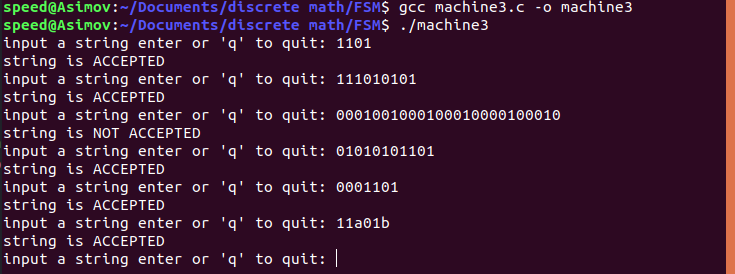 speed@Asimov:~/Documents/discrete math/FSM$ gcc machine3.c -o machine3
speed@Asimov:~/Documents/discrete math/FSM$ ./machine3
input a string enter or 'q' to quit: 1101
string is ACCEPTED
input a string enter or 'q' to quit: 111010101
string is ACCEPTED
input a string enter or 'q' to quit: 0001001000100010000100010
string is NOT ACCEPTED
input a string enter or 'q' to quit: 01010101101
string is ACCEPTED
input a string enter or 'q' to quit: 0001101
string is ACCEPTED
input a string enter or 'q' to quit: 11a01b
string is ACCEPTED
input a string enter or 'q' to quit: